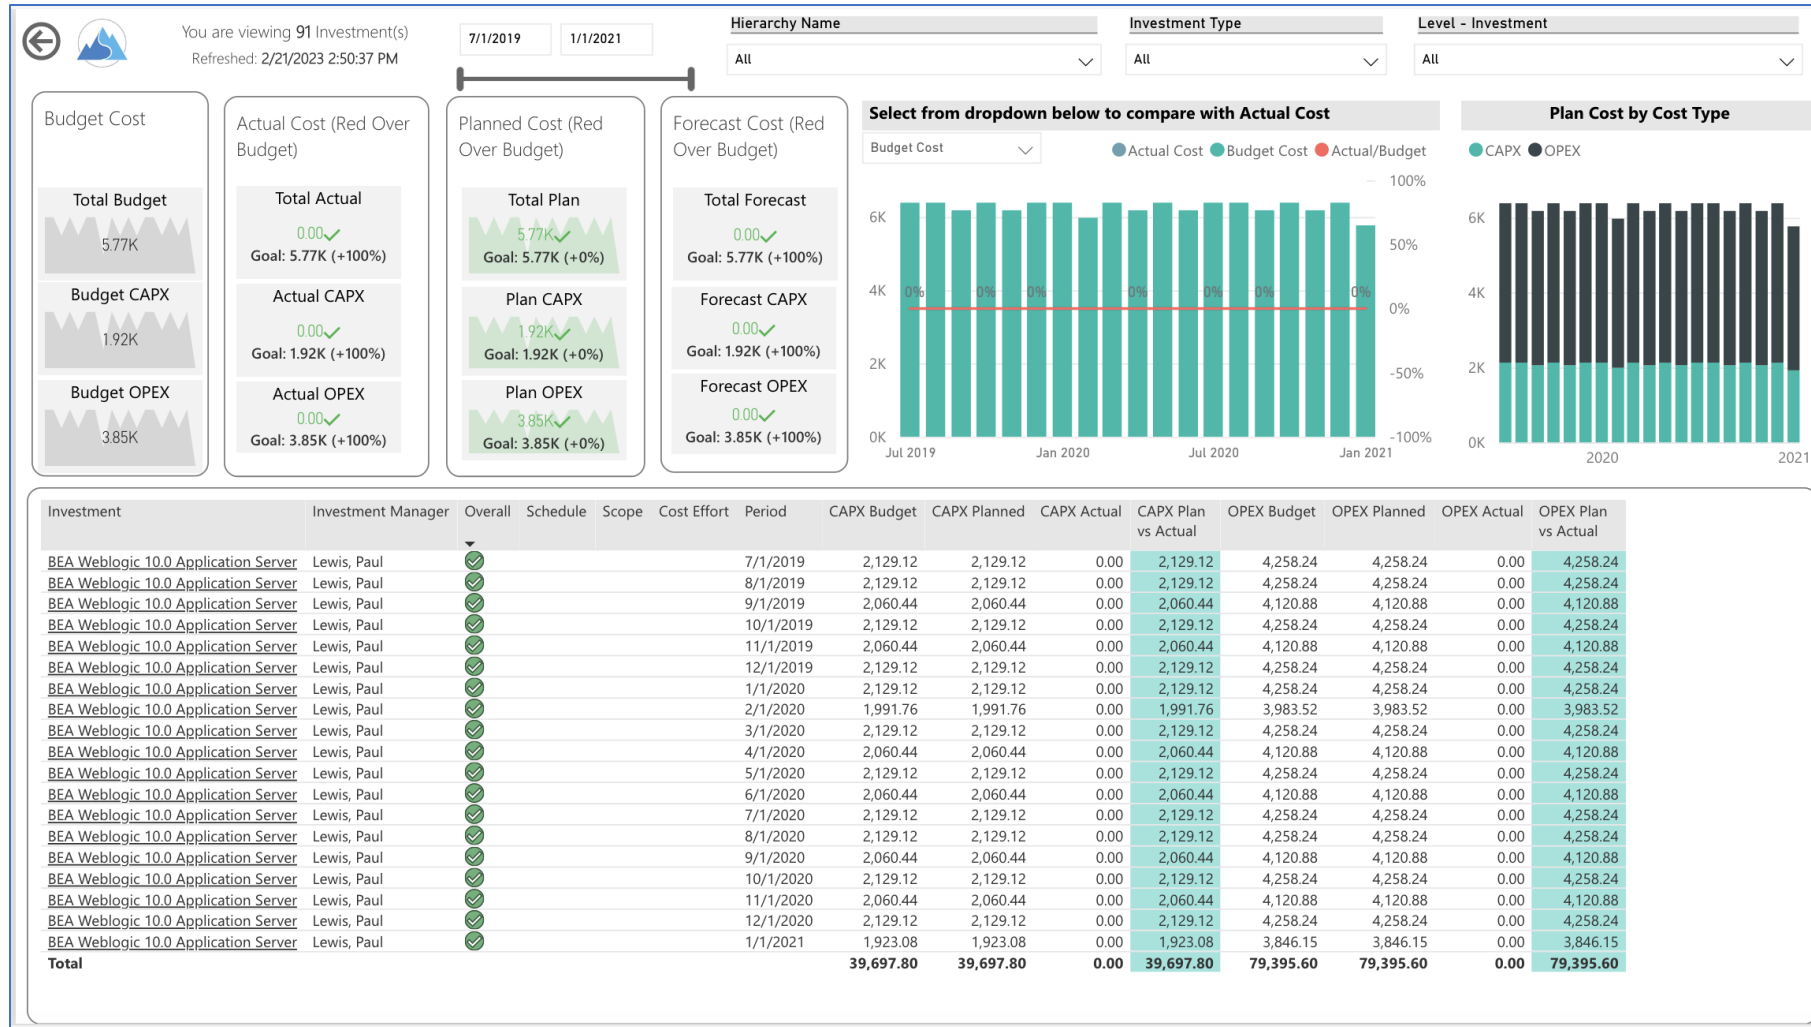 You are viewing 91 Investment(s)
Refreshed: 2/21/2023 2:50:37 PM
7/1/2019 1/1/2021
Hierarchy Name
All
Investment Type
All
Level - Investment
All
Budget Cost
Total Budget
5.77K
Budget CAPX
1.92K
Budget OPEX
3.85K
Actual Cost (Red Over
Budget)
Total Actual
0.00
Goal: 5.77K (+100%)
Actual CAPX
0.00
Goal: 1.92K (+100%)
Actual OPEX
0.00
Goal: 3.85K (+100%)
Planned Cost (Red
Over Budget)
Total Plan
5.77K
Goal: 5.77K (+0%)
Plan CAPX
1.92K
Goal: 1.92K (+0%)
Plan OPEX
3.85K
Goal: 3.85K (+0%)
Forecast Cost (Red
Over Budget)
Total Forecast
0.00
Goal: 5.77K (+100%)
Forecast CAPX
0.00
Goal: 1.92K (+100%)
Forecast OPEX
0.00
Goal: 3.85K (+100%)
Select from dropdown below to compare with Actual Cost
Budget Cost
Actual Cost Budget Cost Actual/Budget
100%
6K
50%
4K 0% 0% 0% 0% 0% 0% 0%
0%
2K
-50%
0K -100%
Jul 2019 Jan 2020 Jul 2020 Jan 2021
Plan Cost by Cost Type
CAPX OPEX
6K
4K
2K
0K
2020 2021
Investment Investment Manager Overall Schedule Scope Cost Effort Period CAPX Budget CAPX Planned CAPX Actual CAPX Plan vs Actual OPEX Budget OPEX Planned OPEX Actual OPEX Plan vs Actual
BEA Weblogic 10.0 Application Server Lewis, Paul 7/1/2019 2,129.12 2,129.12 0.00 2,129.12 4,258.24 4,258.24 0.00 4,258.24
BEA Weblogic 10.0 Application Server Lewis, Paul 8/1/2019 2,129.12 2,129.12 0.00 2,129.12 4,258.24 4,258.24 0.00 4,258.24
BEA Weblogic 10.0 Application Server Lewis, Paul 9/1/2019 2,060.44 2,060.44 0.00 2,060.44 4,120.88 4,120.88 0.00 4,120.88
BEA Weblogic 10.0 Application Server Lewis, Paul 10/1/2019 2,129.12 2,129.12 0.00 2,129.12 4,258.24 4,258.24 0.00 4,258.24
BEA Weblogic 10.0 Application Server Lewis, Paul 11/1/2019 2,060.44 2,060.44 0.00 2,060.44 4,120.88 4,120.88 0.00 4,120.88
BEA Weblogic 10.0 Application Server Lewis, Paul 12/1/2019 2,129.12 2,129.12 0.00 2,129.12 4,258.24 4,258.24 0.00 4,258.24
BEA Weblogic 10.0 Application Server Lewis, Paul 1/1/2020 2,129.12 2,129.12 0.00 2,129.12 4,258.24 4,258.24 0.00 4,258.24
BEA Weblogic 10.0 Application Server Lewis, Paul 2/1/2020 1,991.76 1,991.76 0.00 1,991.76 3,983.52 3,983.52 0.00 3,983.52
BEA Weblogic 10.0 Application Server Lewis, Paul 3/1/2020 2,129.12 2,129.12 0.00 2,129.12 4,258.24 4,258.24 0.00 4,258.24
BEA Weblogic 10.0 Application Server Lewis, Paul 4/1/2020 2,060.44 2,060.44 0.00 2,060.44 4,120.88 4,120.88 0.00 4,120.88
BEA Weblogic 10.0 Application Server Lewis, Paul 5/1/2020 2,129.12 2,129.12 0.00 2,129.12 4,258.24 4,258.24 0.00 4,258.24
BEA Weblogic 10.0 Application Server Lewis, Paul 6/1/2020 2,060.44 2,060.44 0.00 2,060.44 4,120.88 4,120.88 0.00 4,120.88
BEA Weblogic 10.0 Application Server Lewis, Paul 7/1/2020 2,129.12 2,129.12 0.00 2,129.12 4,258.24 4,258.24 0.00 4,258.24
BEA Weblogic 10.0 Application Server Lewis, Paul 8/1/2020 2,129.12 2,129.12 0.00 2,129.12 4,258.24 4,258.24 0.00 4,258.24
BEA Weblogic 10.0 Application Server Lewis, Paul 9/1/2020 2,060.44 2,060.44 0.00 2,060.44 4,120.88 4,120.88 0.00 4,120.88
BEA Weblogic 10.0 Application Server Lewis, Paul 10/1/2020 2,129.12 2,129.12 0.00 2,129.12 4,258.24 4,258.24 0.00 4,258.24
BEA Weblogic 10.0 Application Server Lewis, Paul 11/1/2020 2,060.44 2,060.44 0.00 2,060.44 4,120.88 4,120.88 0.00 4,120.88
BEA Weblogic 10.0 Application Server Lewis, Paul 12/1/2020 2,129.12 2,129.12 0.00 2,129.12 4,258.24 4,258.24 0.00 4,258.24
BEA Weblogic 10.0 Application Server Lewis, Paul 1/1/2021 1,923.08 1,923.08 0.00 1,923.08 3,846.15 3,846.15 0.00 3,846.15
Total 39,697.80 39,697.80 0.00 39,697.80 79,395.60 79,395.60 0.00 79,395.60